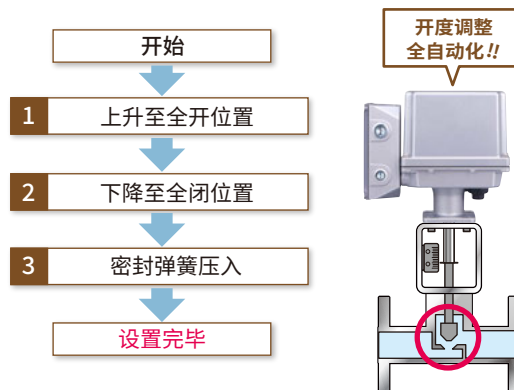 开始
1 上升至全开位置
2 下降至全闭位置
3 密封弹簧压入
设置完毕
开度调整
全自动化!!